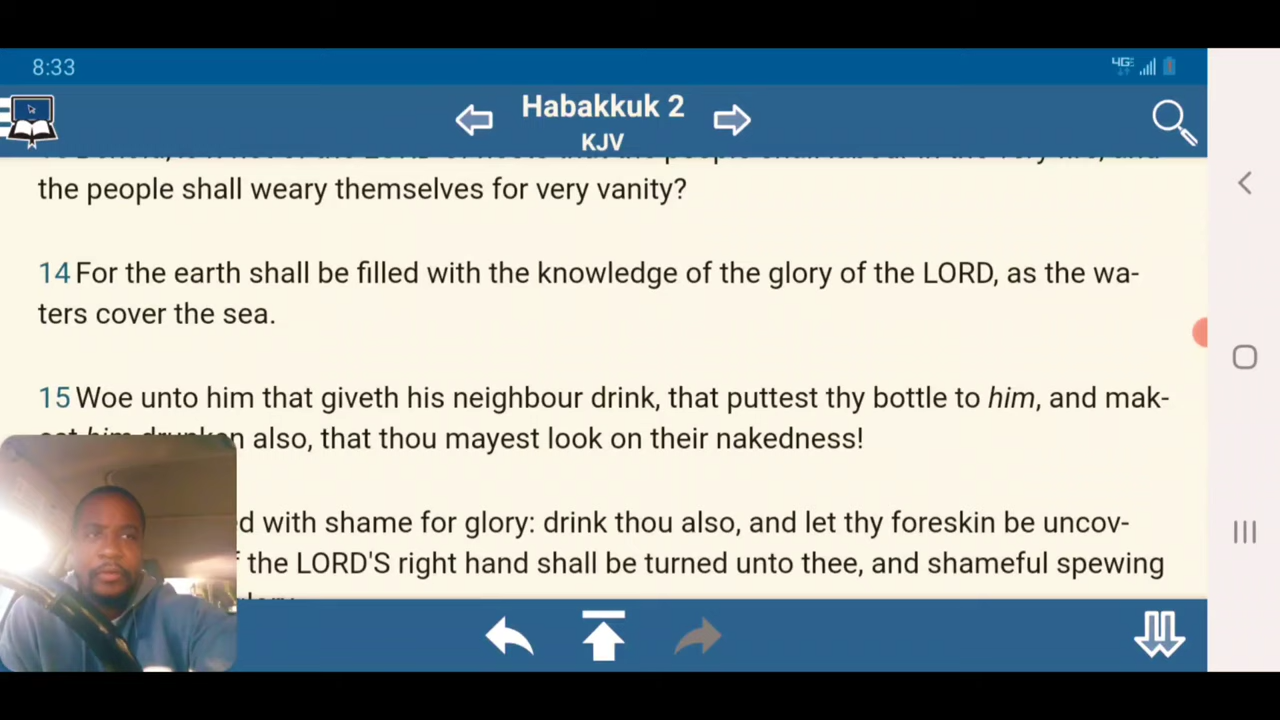 8:33
4GE
Habakkuk 2
KJV
the people shall weary themselves for very vanity?
14 For the earth shall be filled with the knowledge of the glory of the LORD, as the wa-
ters cover the sea.
15 Woe unto him that giveth his neighbour drink, that puttest thy bottle to him, and mak-
also, that thou mayest look on their nakedness!
with shame for glory: drink thou also, and let thy foreskin be uncov-
the LORD'S right hand shall be turned unto thee, and shameful spewing